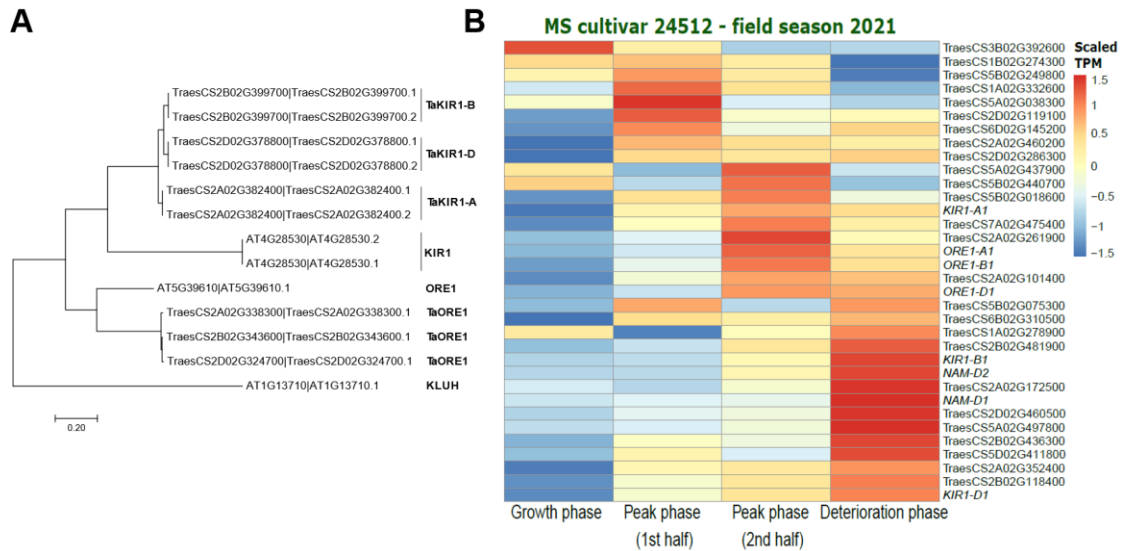 A
TraesCS2B02G399700|TraesCS2B02G399700.1
TaKIR1-B
TraesCS2B02G399700|TraesCS2B02G399700.2
TraesCS2D02G378800|TraesCS2D02G378800.1
TaKIR1-D
TraesCS2D02G378800|TraesCS2D02G378800.2
TraesCS2A02G382400|TraesCS2A02G382400.1
TaKIR1-A
TraesCS2A02G382400|TraesCS2A02G382400.2
AT4G28530|AT4G28530.2
KIR1
AT4G28530|AT4G28530.1
AT5G39610|AT5G39610.1 ORE1
TraesCS2A02G338300|TraesCS2A02G338300.1 TaORE1
TraesCS2B02G343600|TraesCS2B02G343600.1 TaORE1
TraesCS2D02G324700|TraesCS2D02G324700.1 TaORE1
AT1G13710|AT1G13710.1 KLUH
0.20
B
MS cultivar 24512 - field season 2021
TraesCS3B02G392600
TraesCS1B02G274300
TraesCS5B02G249800
TraesCS1A02G332600
TraesCS5A02G038300
TraesCS2D02G119100
TraesCS6D02G145200
TraesCS2A02G460200
TraesCS2D02G286300
TraesCS5A02G437900
TraesCS5B02G440700
TraesCS5B02G018600
KIR1-A1
TraesCS7A02G475400
TraesCS2A02G261900
ORE1-A1
ORE1-B1
TraesCS2A02G101400
ORE1-D1
TraesCS5B02G075300
TraesCS6B02G310500
TraesCS1A02G278900
TraesCS2B02G481900
KIR1-B1
NAM-D2
TraesCS2A02G172500
NAM-D1
TraesCS2D02G460500
TraesCS5A02G497800
TraesCS2B02G436300
TraesCS5D02G411800
TraesCS2A02G352400
TraesCS2B02G118400
KIR1-D1
Scaled
TPM
1.5
1
0.5
0
-0.5
-1
-1.5
Growth phase
Peak phase
(1st half)
Peak phase
(2nd half)
Deterioration phase